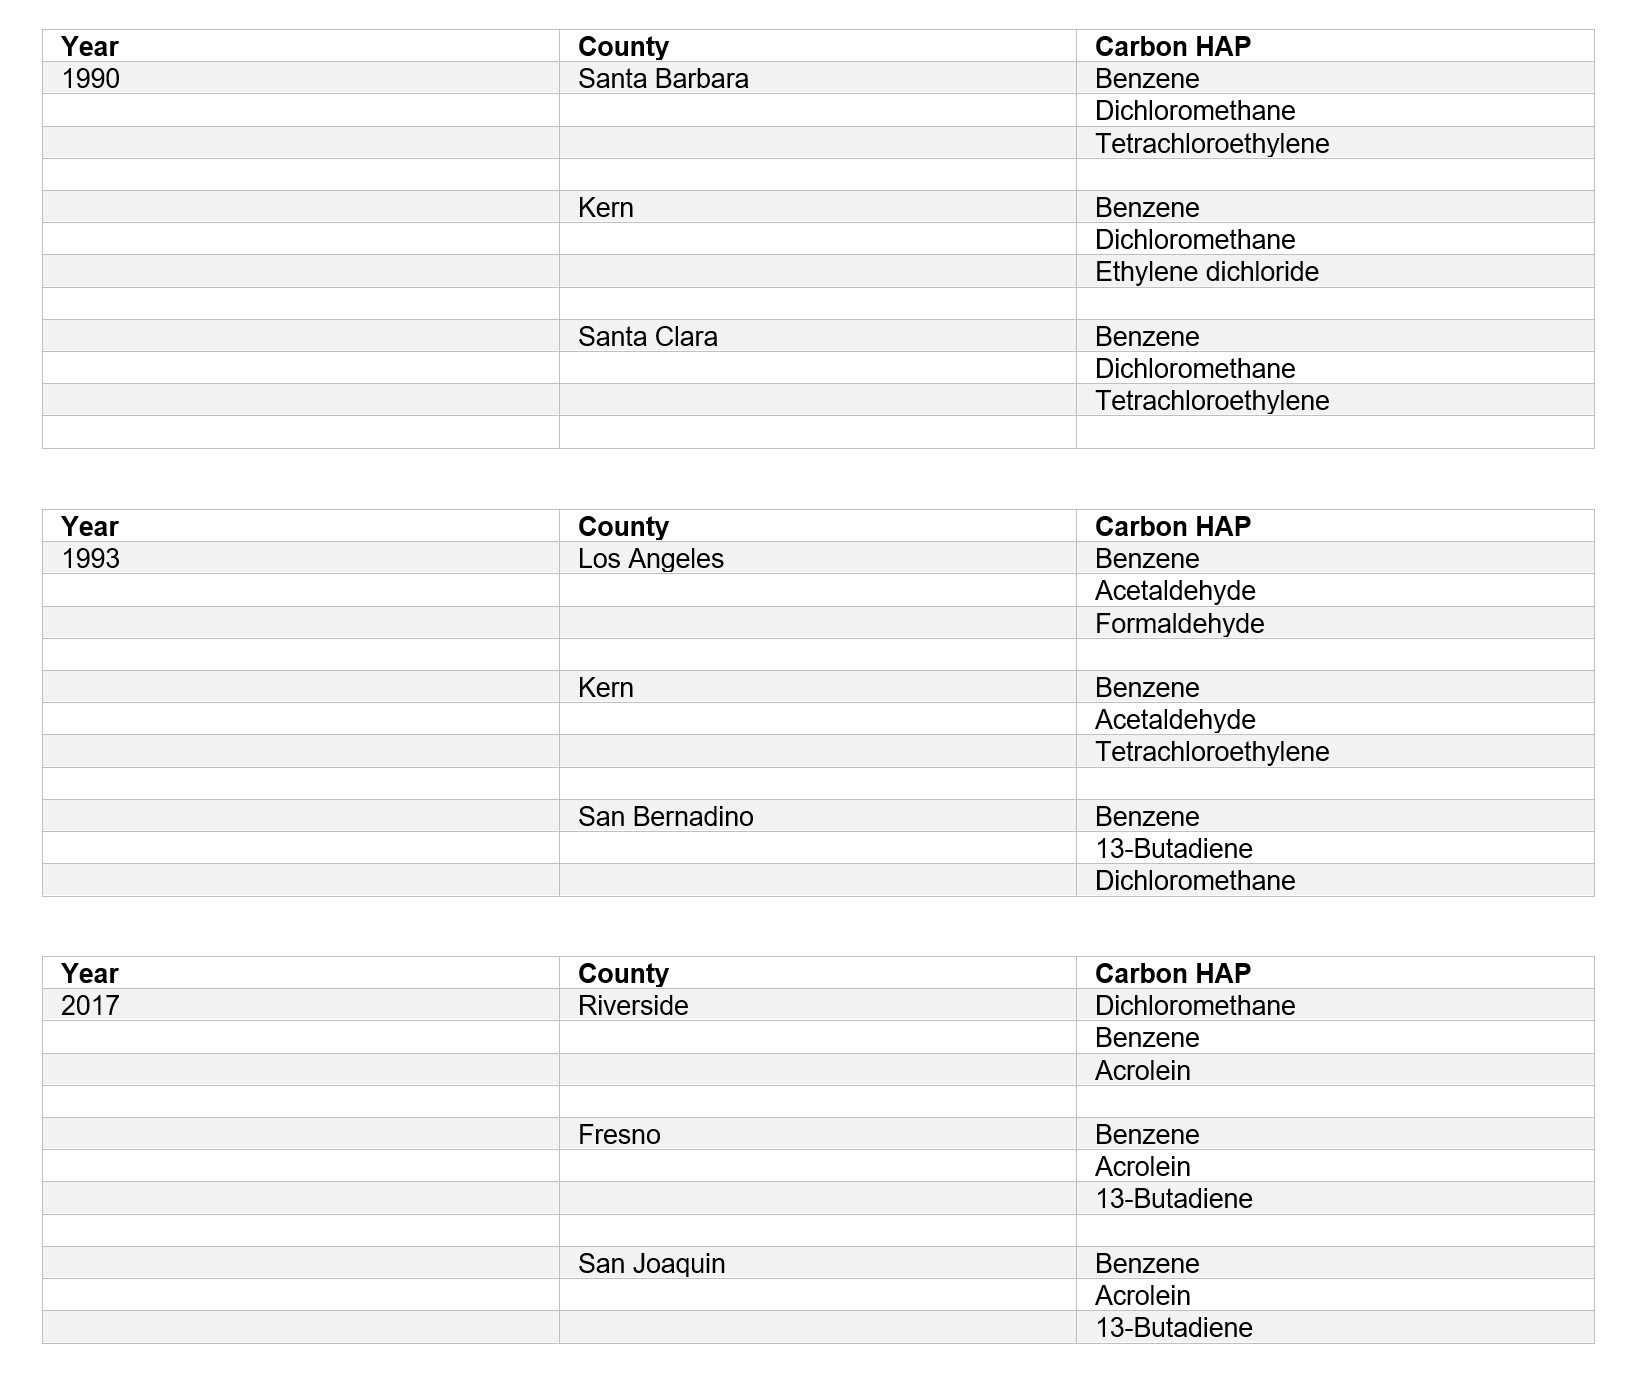 Year County Carbon HAP
1990 Santa Barbara Benzene
Dichloromethane
Tetrachloroethylene
Kern Benzene
Dichloromethane
Ethylene dichloride
Santa Clara Benzene
Dichloromethane
Tetrachloroethylene
Year County Carbon HAP
1993 Los Angeles Benzene
Acetaldehyde
Formaldehyde
Kern Benzene
Acetaldehyde
Tetrachloroethylene
San Bernadino Benzene
13-Butadiene
Dichloromethane
Year County Carbon HAP
2017 Riverside Dichloromethane
Benzene
Acrolein
Fresno Benzene
Acrolein
13-Butadiene
San Joaquin Benzene
Acrolein
13-Butadiene